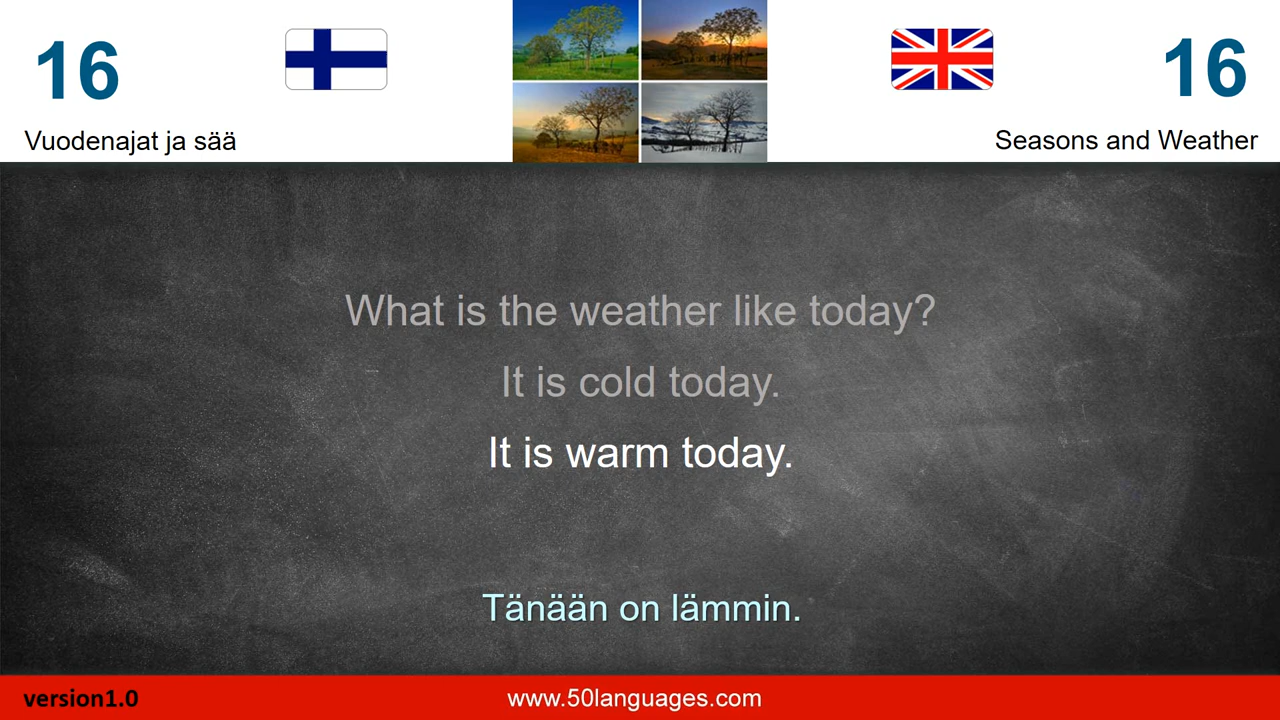 16
16
Vuodenajat ja sää
Seasons and Weather
What is the weather like today?
It is cold today.
It is warm today.
Tänään on lämmin.
version1.0
www.50languages.com